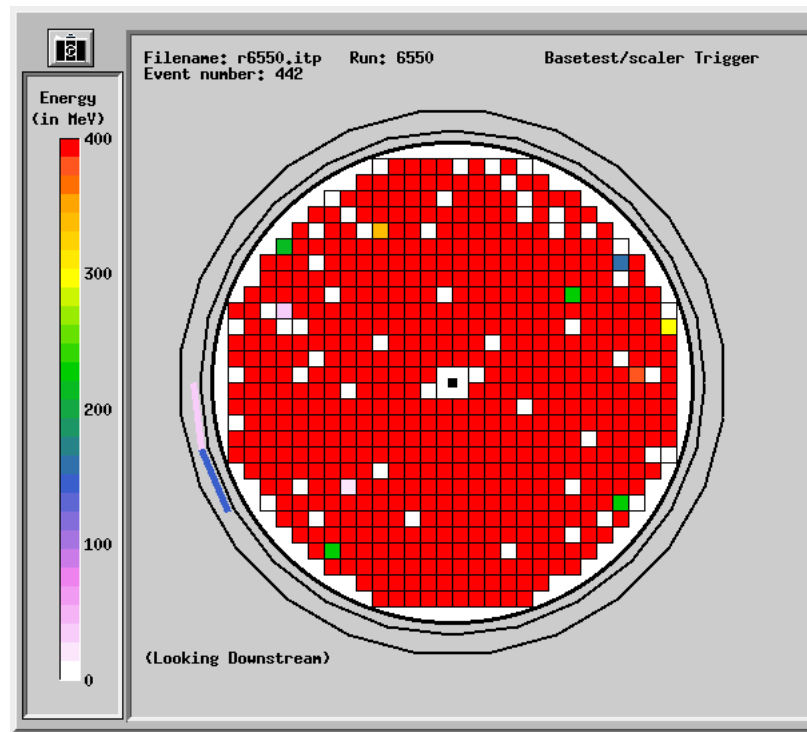 Filename: r6550.itp Run: 6550 Basetest/scaler Trigger
Event number: 442
Energy
(in MeV)
400
300
200
100
0
(Looking Downstream)